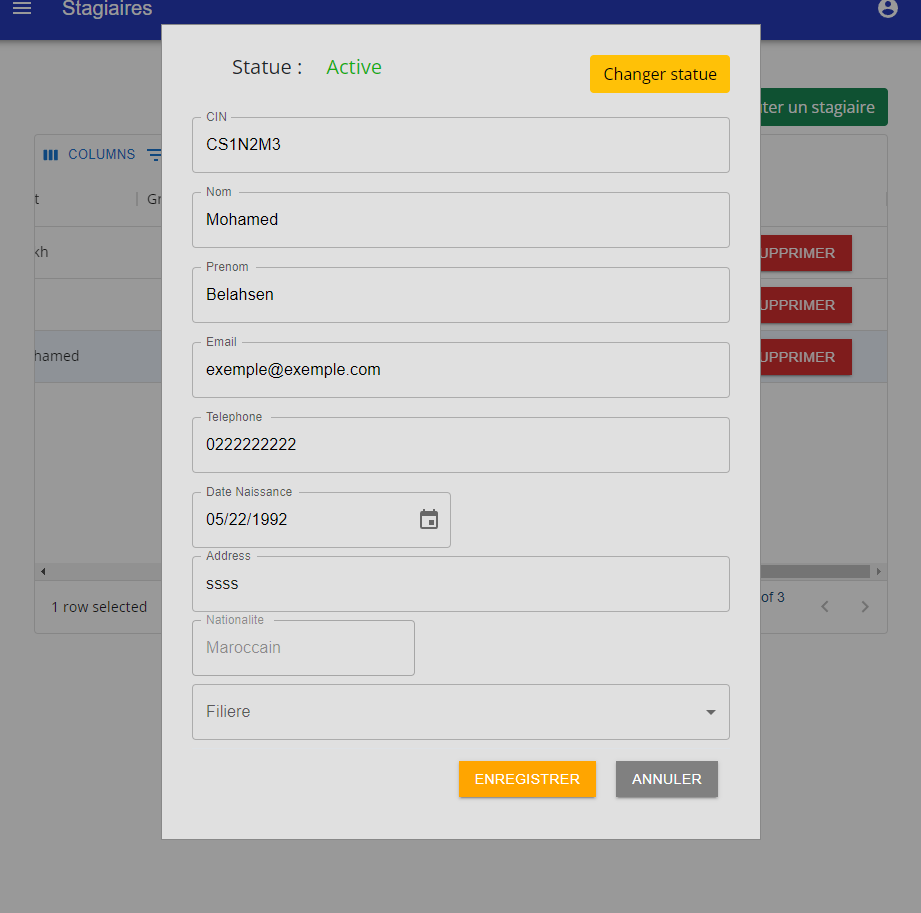 Stagiaires
Statue : Active
Changer statue
ter un stagiaire
CIN
CS1N2M3
COLUMNS
Nom
Mohamed
t
Gr
kh
UPPRIMER
Prenom
Belahsen
UPPRIMER
Email
exemple@exemple.com
hamed
UPPRIMER
Telephone
0222222222
Date Naissance
05/22/1992
Address
ssss
1 row selected
of 3
Nationalite
Maroccain
Filiere
ENREGISTRER
ANNULER